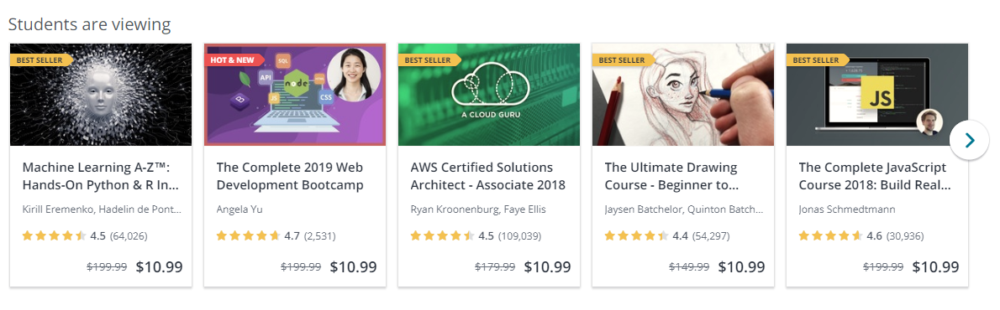 Students are viewing
BEST SELLER
Machine Learning A-Z™:
Hands-On Python & R In...
Kirill Eremenko, Hadelin de Pont...
4.5 (64,026)
$199.99 $10.99
HOT & NEW
SQL
API
node
HTML
JS
CSS
The Complete 2019 Web
Development Bootcamp
Angela Yu
4.7 (2,531)
$199.99 $10.99
BEST SELLER
A CLOUD GURU
AWS Certified Solutions
Architect - Associate 2018
Ryan Kroonenburg, Faye Ellis
4.5 (109,039)
$179.99 $10.99
BEST SELLER
The Ultimate Drawing
Course - Beginner to...
Jaysen Batchelor, Quinton Batch...
4.4 (54,297)
$149.99 $10.99
BEST SELLER
JS
The Complete JavaScript
Course 2018: Build Real...
Jonas Schmedtmann
4.6 (30,936)
$199.99 $10.99